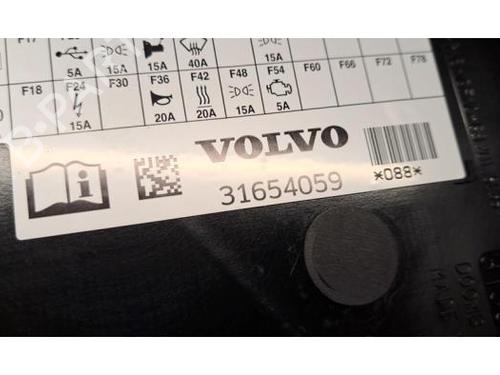 5A 15A 15A 40A 15A
F18 F24 F30 F36 F42 F48 F54 F60 F66 F72 F78
15A 20A 20A 15A 5A
VOLVO
31654059
*088*